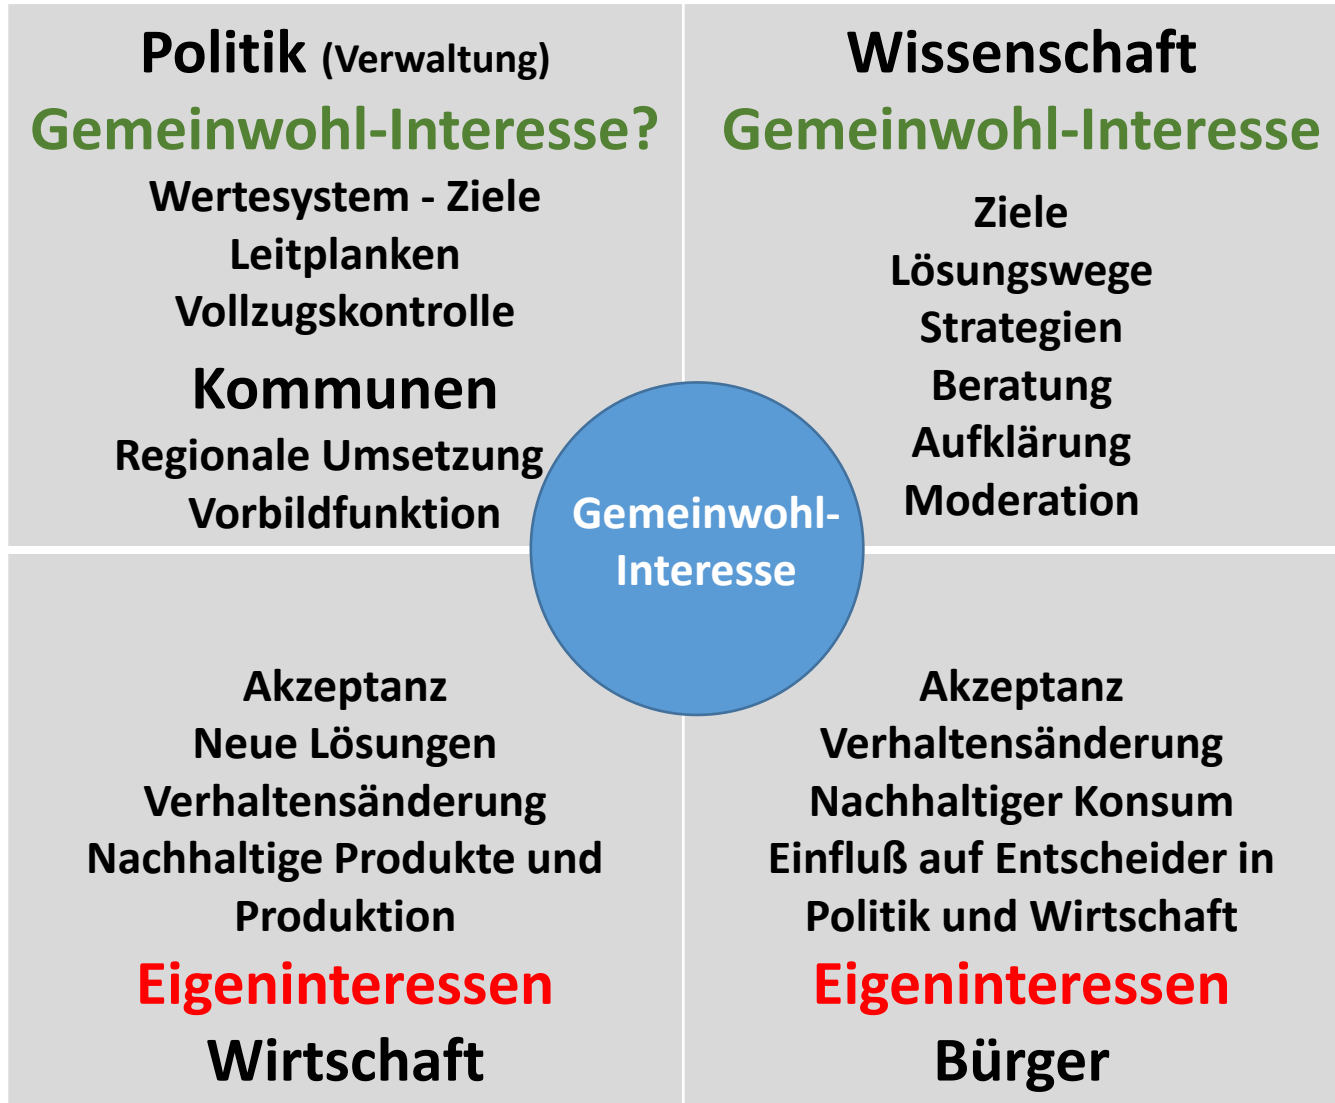 Politik (Verwaltung)
Gemeinwohl-Interesse?
Wertesystem - Ziele
Leitplanken
Vollzugskontrolle
Kommunen
Regionale Umsetzung
Vorbildfunktion
Wissenschaft
Gemeinwohl-Interesse
Ziele
Lösungswege
Strategien
Beratung
Aufklärung
Moderation
Gemeinwohl-
Interesse
Akzeptanz
Neue Lösungen
Verhaltensänderung
Nachhaltige Produkte und
Produktion
Eigeninteressen
Wirtschaft
Akzeptanz
Verhaltensänderung
Nachhaltiger Konsum
Einfluß auf Entscheider in
Politik und Wirtschaft
Eigeninteressen
Bürger